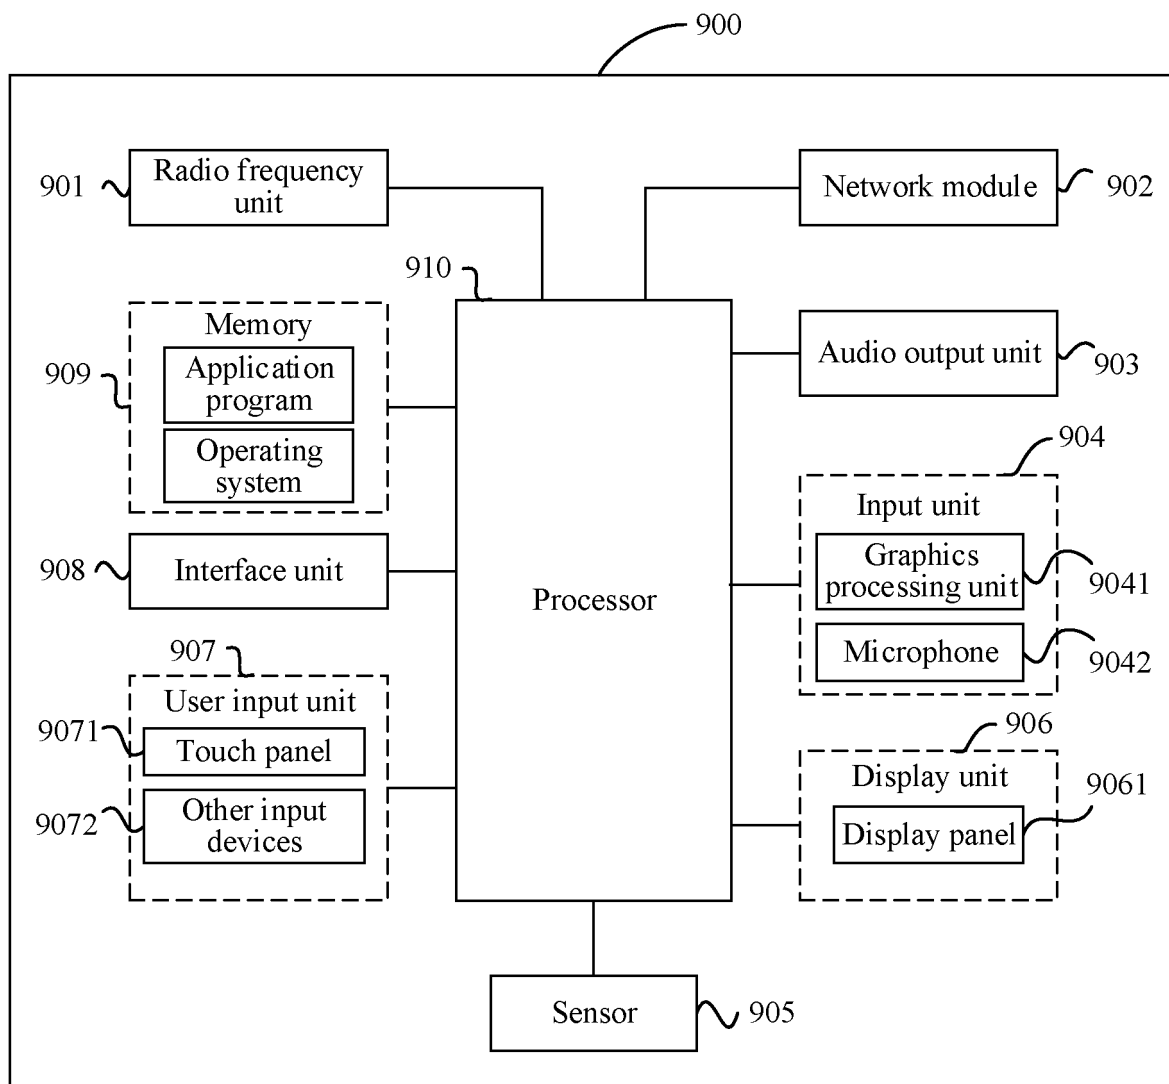 900
901
Radio frequency
unit
Network module
902
910
Memory
Application
program
Operating
system
909
Audio output unit
903
904
Input unit
Graphics
processing unit
9041
Microphone
9042
908
Interface unit
Processor
907
User input unit
9071
Touch panel
9072
Other input
devices
906
Display unit
9061
Display panel
Sensor
905